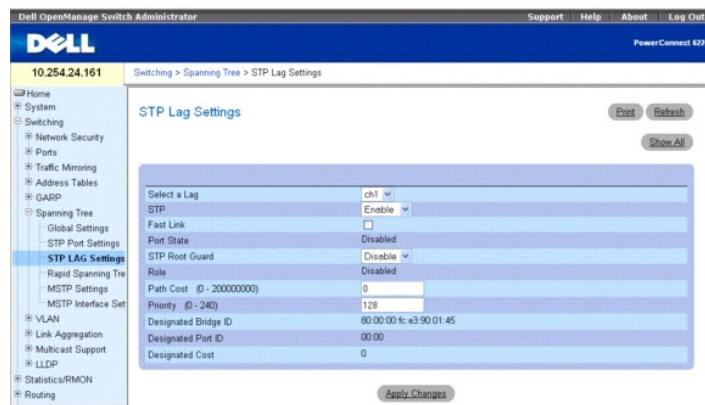 Dell OpenManage Switch Administrator Support Help About Log Out
DELL
PowerConnect 622
10.254.24.161 Switching > Spanning Tree > STP Lag Settings
Home
System
Switching
Network Security
Ports
Traffic Mirroring
Address Tables
GARP
Spanning Tree
Global Settings
STP Port Settings
STP LAG Settings
Rapid Spanning Tre
MSTP Settings
MSTP Interface Set
VLAN
Link Aggregation
Multicast Support
LLDP
Statistics/RMON
Routing
STP Lag Settings
Print Refresh
Show All
Select a Lag ch1
STP Enable
Fast Link
Port State Disabled
STP Root Guard Disable
Role Disabled
Path Cost (0 - 200000000) 0
Priority (0 - 240) 128
Designated Bridge ID 80:00:00:fc:e3:90:01:45
Designated Port ID 00:00
Designated Cost 0
Apply Changes